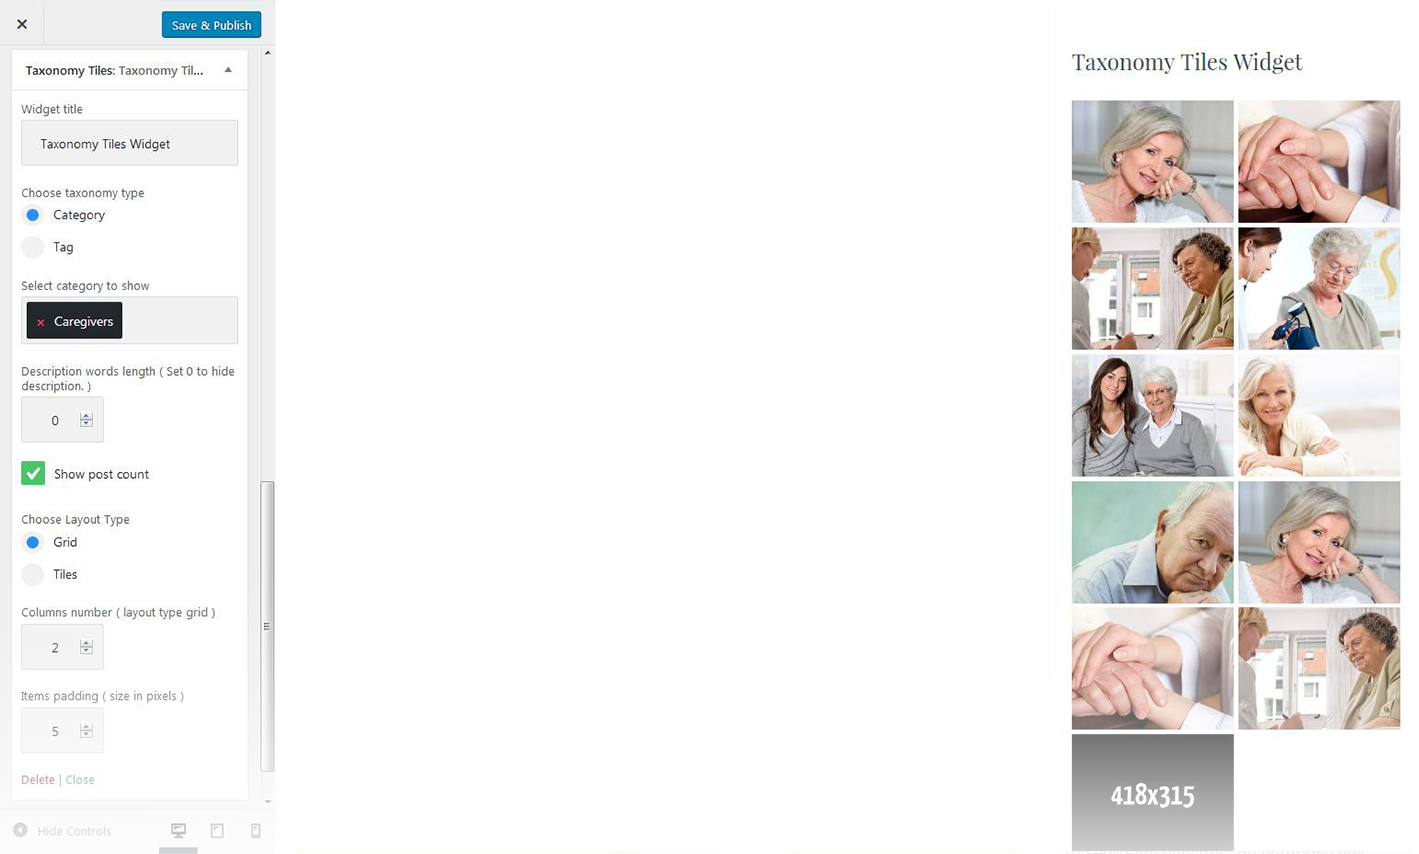 Save & Publish
Taxonomy Tiles: Taxonomy Til...
Widget title
Taxonomy Tiles Widget
Choose taxonomy type
Category
Tag
Select category to show
× Caregivers
Description words length ( Set 0 to hide
description. )
0
Show post count
Choose Layout Type
Grid
Tiles
Columns number ( layout type grid )
2
Items padding ( size in pixels )
5
Delete | Close
Hide Controls
Taxonomy Tiles Widget
418x315